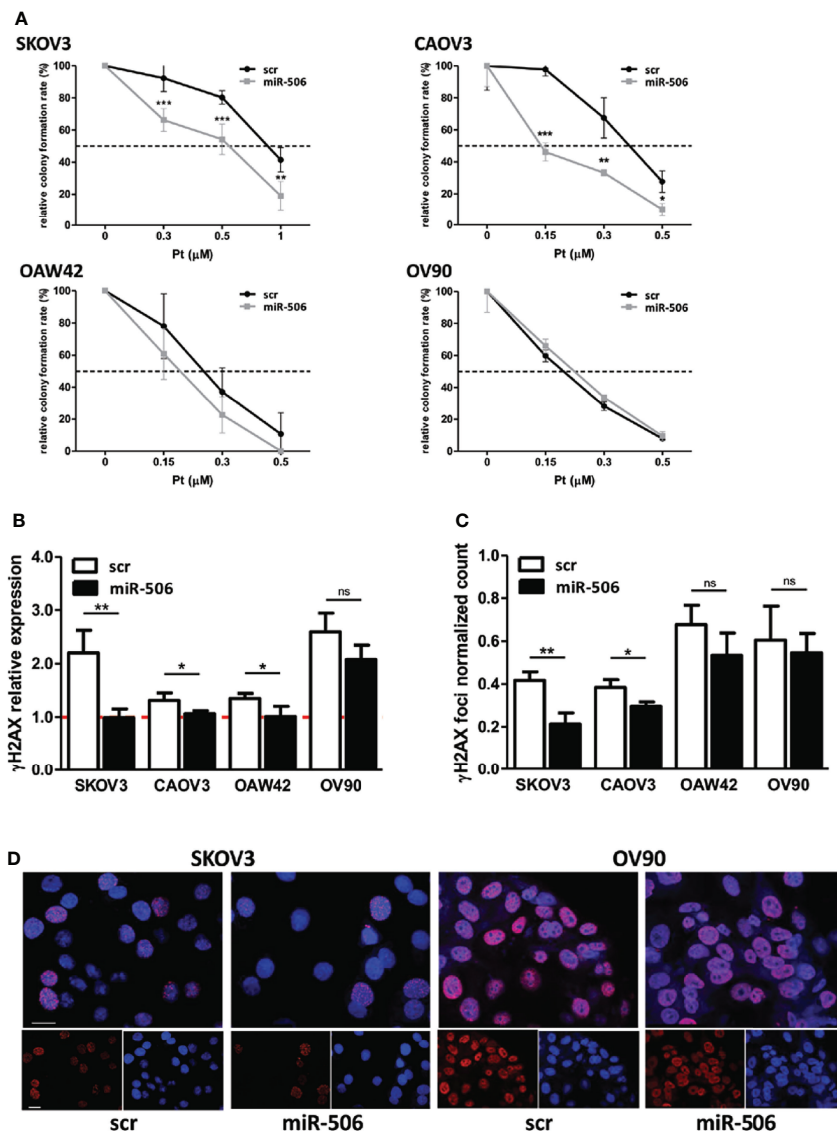 A
SKOV3
relative colony formation rate (%)
100
80
60
40
20
0
scr
miR-506
***
***
**
0
0.3
0.5
1
Pt (μM)
CAOV3
relative colony formation rate (%)
100
80
60
40
20
0
scr
miR-506
***
**
*
0
0.15
0.3
0.5
Pt (μM)
OAW42
relative colony formation rate (%)
100
80
60
40
20
0
scr
miR-506
0
0.15
0.3
0.5
Pt (μM)
OV90
relative colony formation rate (%)
100
80
60
40
20
0
scr
miR-506
0
0.15
0.3
0.5
Pt (μM)
B
γH2AX relative expression
4.0
3.0
2.0
1.0
0.0
scr
miR-506
**
*
*
ns
SKOV3
CAOV3
OAW42
OV90
C
γH2AX foci normalized count
1.0
0.8
0.6
0.4
0.2
0.0
scr
miR-506
**
*
ns
ns
SKOV3
CAOV3
OAW42
OV90
D
SKOV3
OV90
scr
miR-506
scr
miR-506